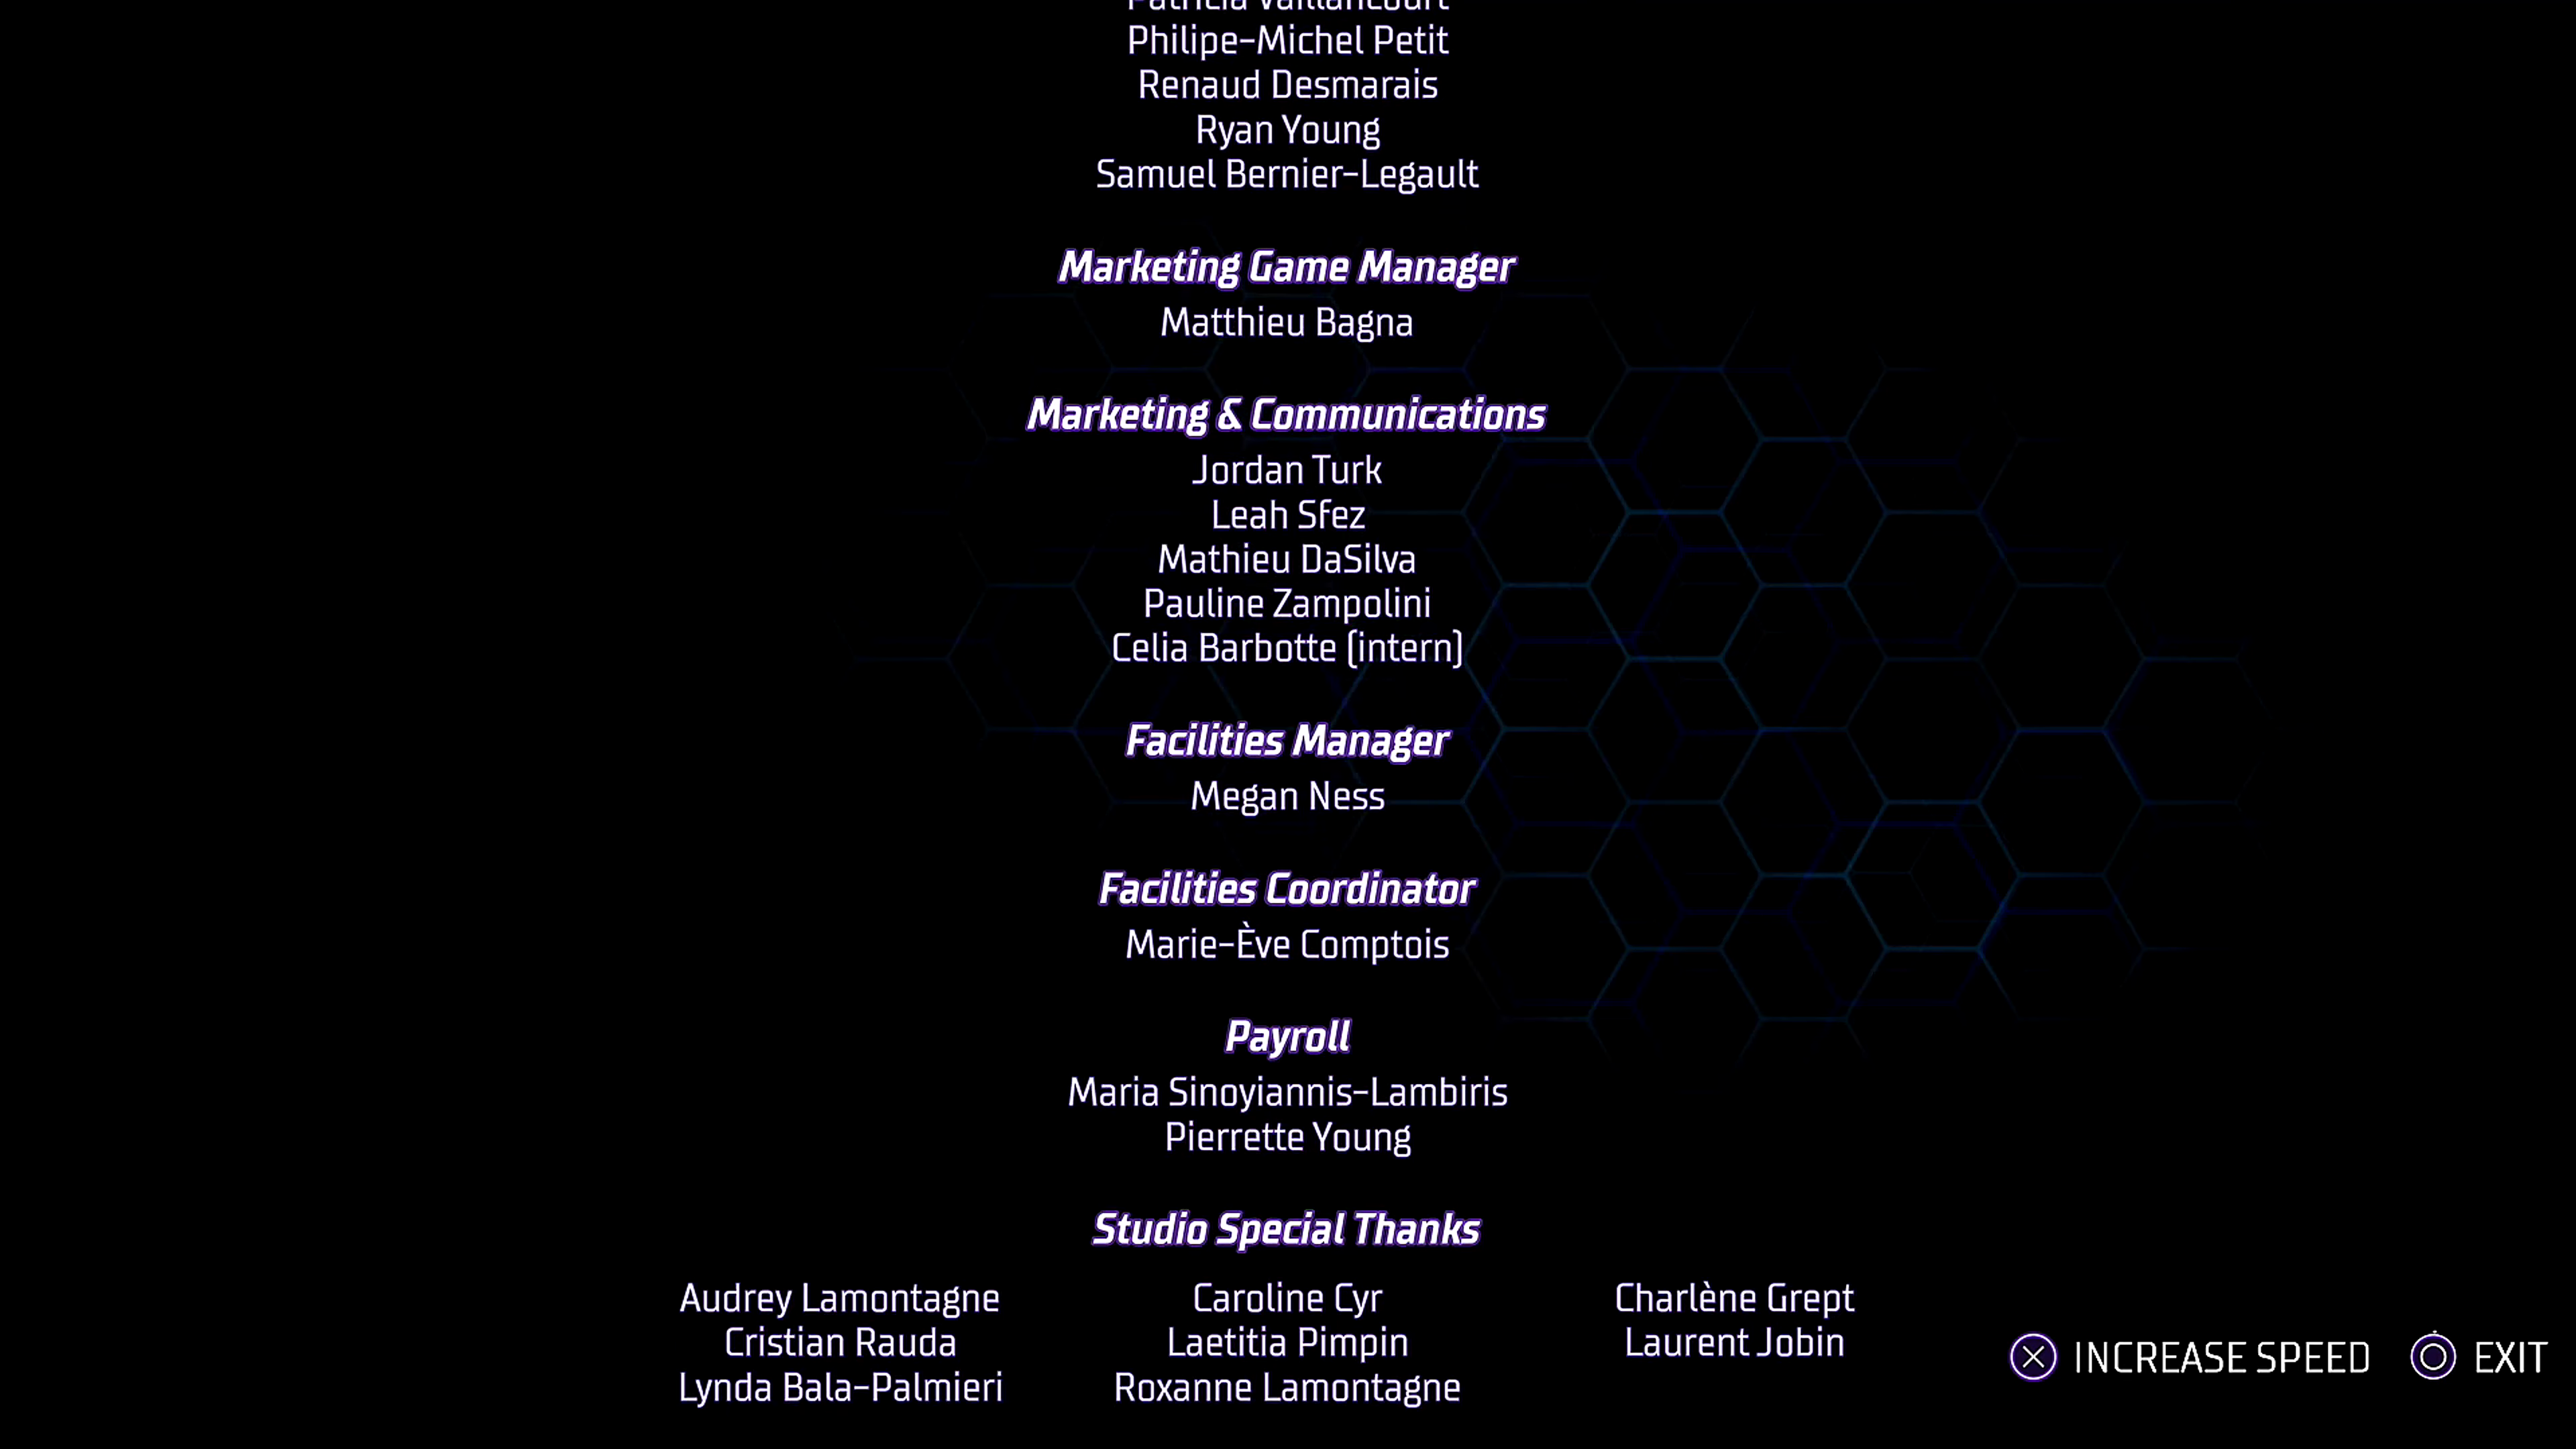 Patricia Vaillancourt
Philipe-Michel Petit
Renaud Desmarais
Ryan Young
Samuel Bernier-Legault
Marketing Game Manager
Matthieu Bagna
Marketing & Communications
Jordan Turk
Leah Sfez
Mathieu DaSilva
Pauline Zampolini
Celia Barbotte (intern)
Facilities Manager
Megan Ness
Facilities Coordinator
Marie-Ève Comptois
Payroll
Maria Sinoyiannis-Lambiris
Pierrette Young
Studio Special Thanks
Audrey Lamontagne Caroline Cyr Charlène Grept
Cristian Rauda Laetitia Pimpin Laurent Jobin
Lynda Bala-Palmieri Roxanne Lamontagne
INCREASE SPEED EXIT